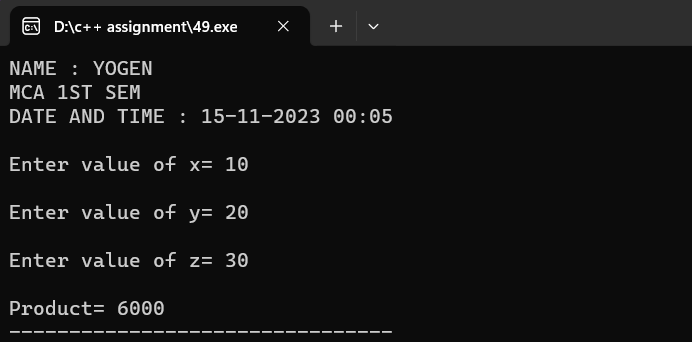 D:\c++ assignment\49.exe
NAME : YOGEN
MCA 1ST SEM
DATE AND TIME : 15-11-2023 00:05
Enter value of x= 10
Enter value of y= 20
Enter value of z= 30
Product= 6000
--------------------------------